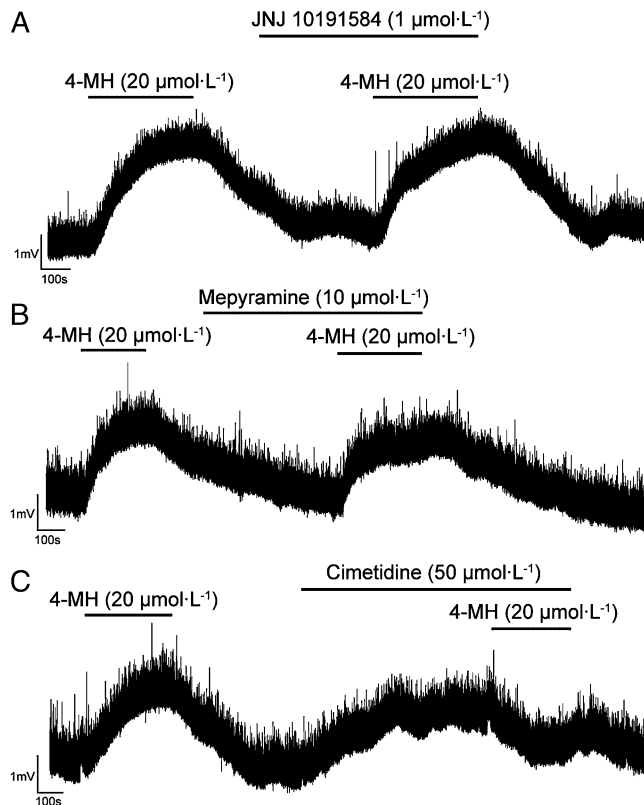 A
JNJ 10191584 (1 µmol·L-1)
4-MH (20 µmol·L-1) 4-MH (20 µmol·L-1)
1mV
100s
B
Mepyramine (10 µmol·L-1)
4-MH (20 µmol·L-1) 4-MH (20 µmol·L-1)
1mV
100s
C
Cimetidine (50 µmol·L-1)
4-MH (20 µmol·L-1) 4-MH (20 µmol·L-1)
1mV
100s